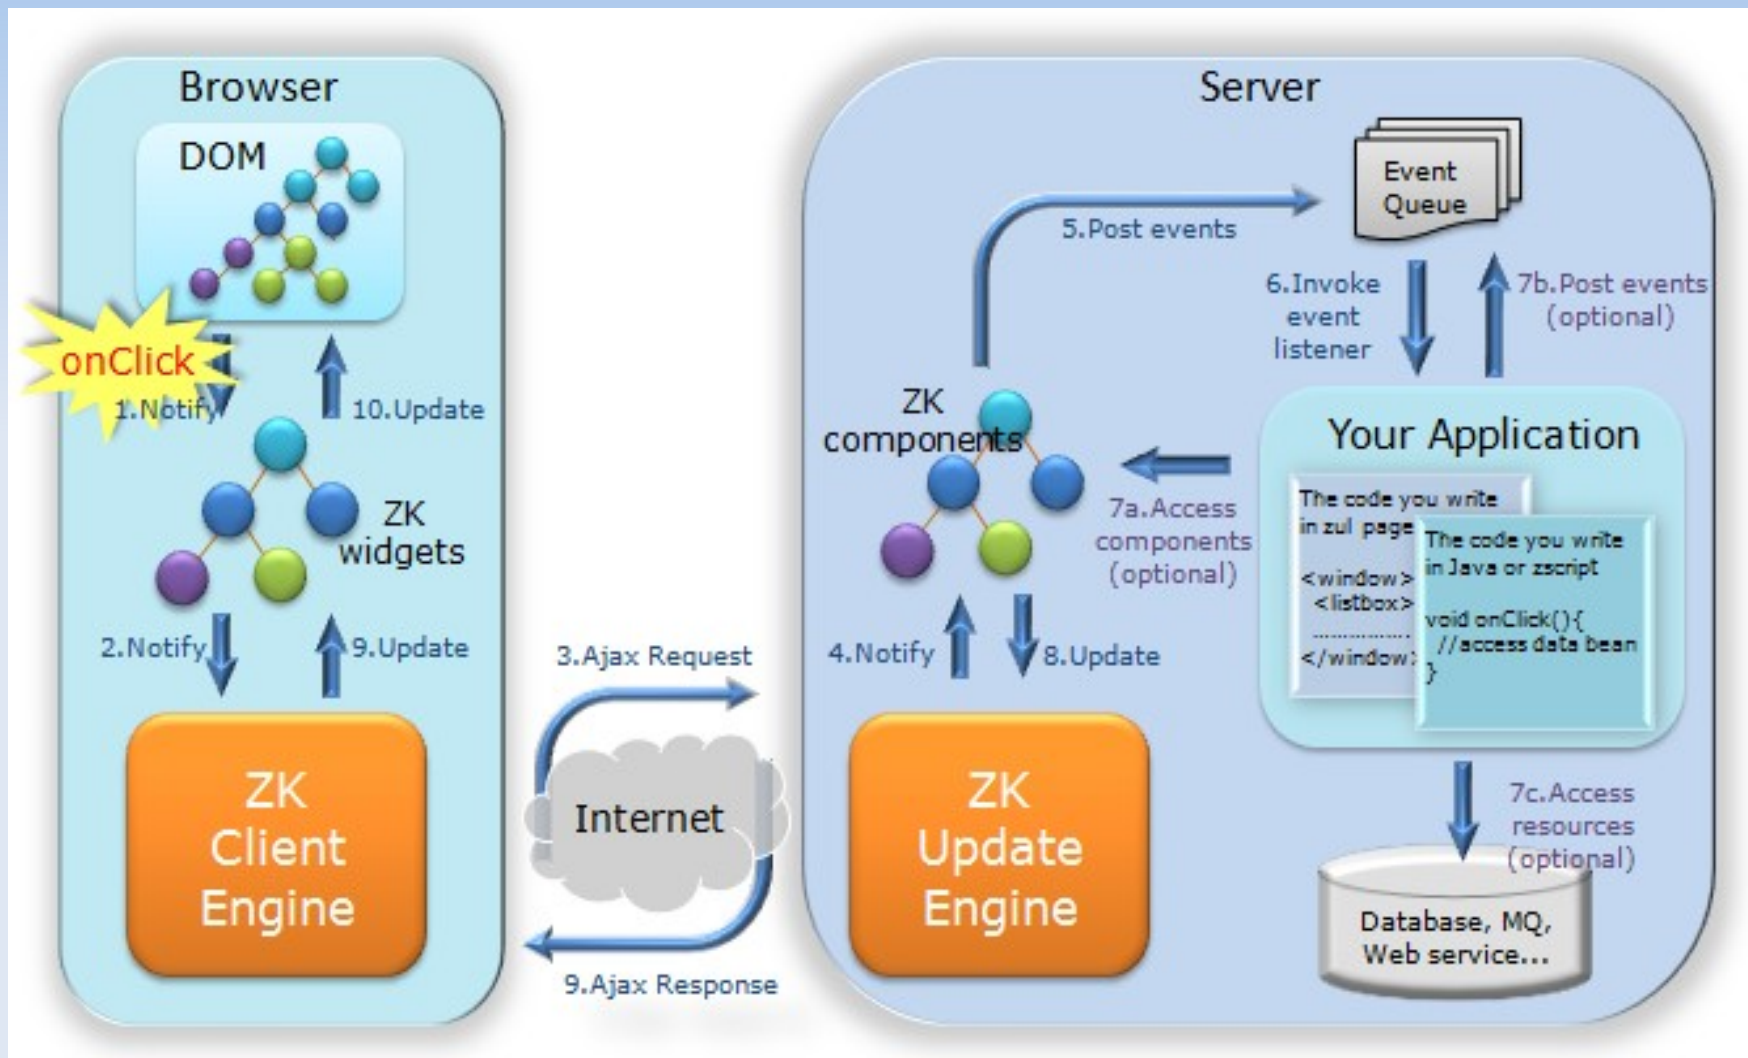 Browser
DOM
onClick
1.Notify
10.Update
ZK
widgets
2.Notify
9.Update
ZK
Client
Engine
3.Ajax Request
Internet
9.Ajax Response
Server
Event
Queue
5.Post events
6.Invoke
event
listener
7b.Post events
(optional)
ZK
components
Your Application
The code you write
in zul page
<window>
<listbox>
.................
</window>
The code you write
in Java or zscript
void onClick(){
//access data bean
}
7a.Access
components
(optional)
4.Notify
8.Update
ZK
Update
Engine
7c.Access
resources
(optional)
Database, MQ,
Web service...